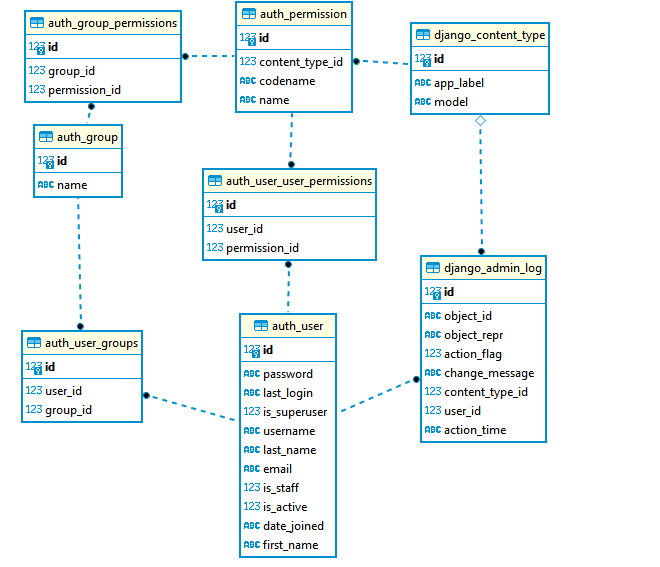 auth_group_permissions
123 id
123 group_id
123 permission_id
auth_permission
123 id
123 content_type_id
ABC codename
ABC name
django_content_type
123 id
ABC app_label
ABC model
auth_group
123 id
ABC name
auth_user_user_permissions
123 id
123 user_id
123 permission_id
django_admin_log
123 id
ABC object_id
ABC object_repr
123 action_flag
ABC change_message
123 content_type_id
123 user_id
ABC action_time
auth_user_groups
123 id
123 user_id
123 group_id
auth_user
123 id
ABC password
ABC last_login
123 is_superuser
ABC username
ABC last_name
ABC email
123 is_staff
123 is_active
ABC date_joined
ABC first_name